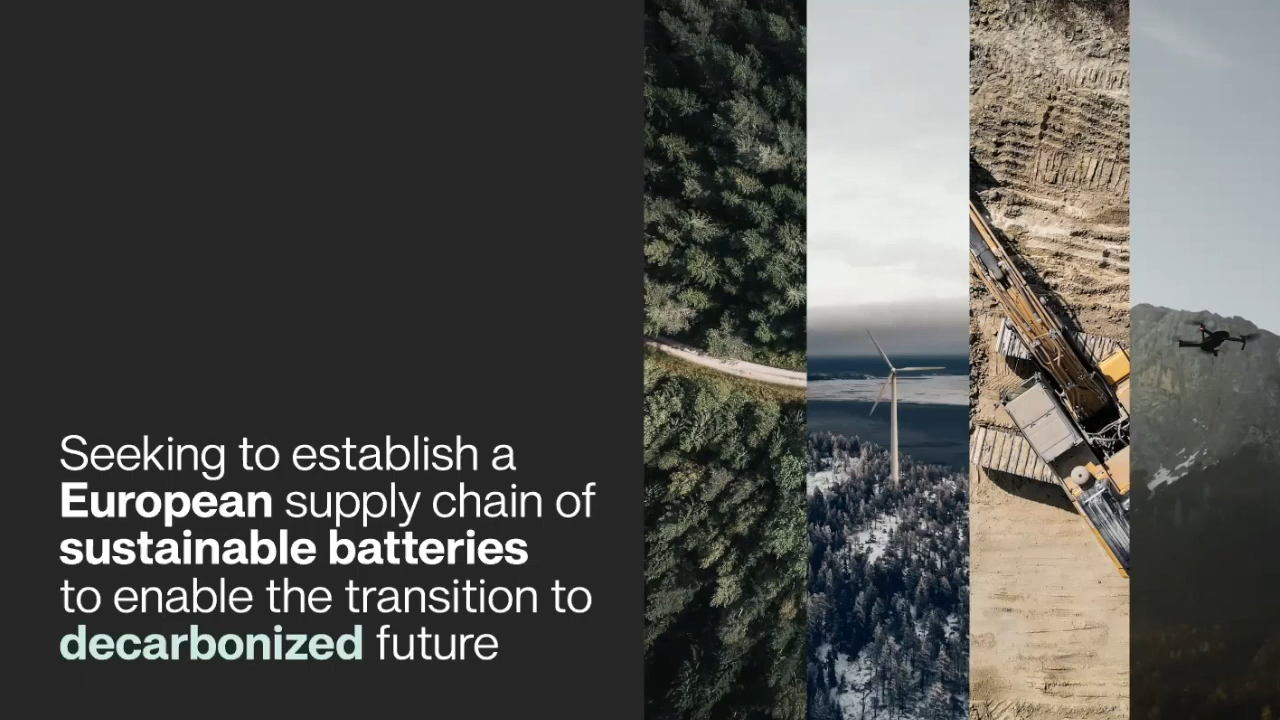 Seeking to establish a
European supply chain of
sustainable batteries
to enable the transition to
decarbonized future